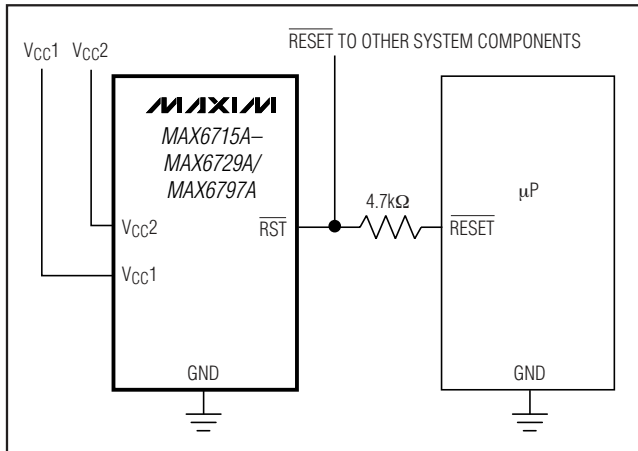 VCC1 VCC2
RESET TO OTHER SYSTEM COMPONENTS
MAXIM
MAX6715A–
MAX6729A/
MAX6797A
4.7kΩ
μP
VCC2
RST
RESET
VCC1
GND
GND